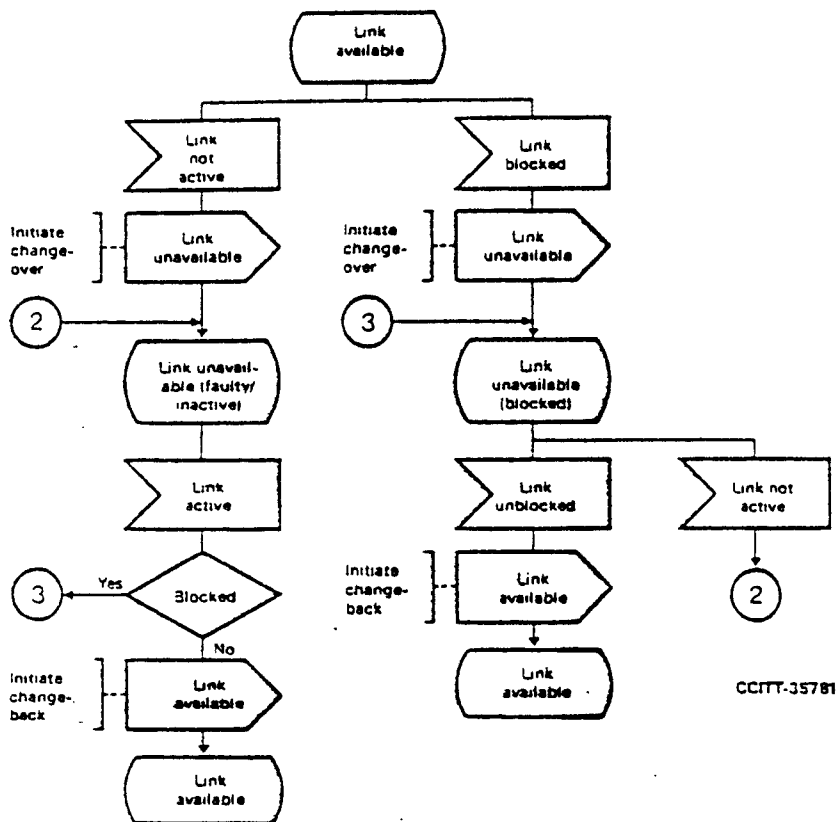 Link
available
Link
not
active
Link
blocked
Initiate
change-
over
Link
unavailable
Initiate
change-
over
Link
unavailable
2
3
Link unavail-
able (faulty/
inactive)
Link
unavailable
(blocked)
Link
active
Link
unblocked
Link not
active
3
Yes
Blocked
No
Initiate
change-
back
Link
available
2
Initiate
change-
back
Link
available
Link
available
CCITT-35781
Link
available